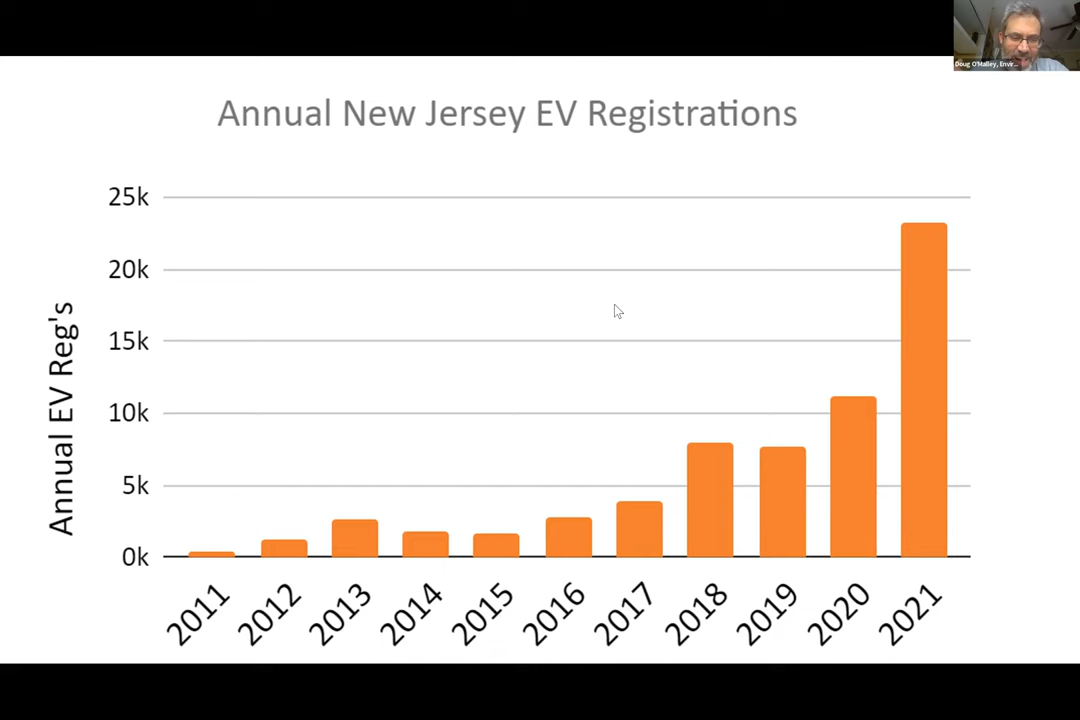 Doug O'Malley, Envir...
Annual New Jersey EV Registrations
25k
20k
15k
10k
5k
0k
Annual EV Reg's
2011
2012
2013
2014
2015
2016
2017
2018
2019
2020
2021